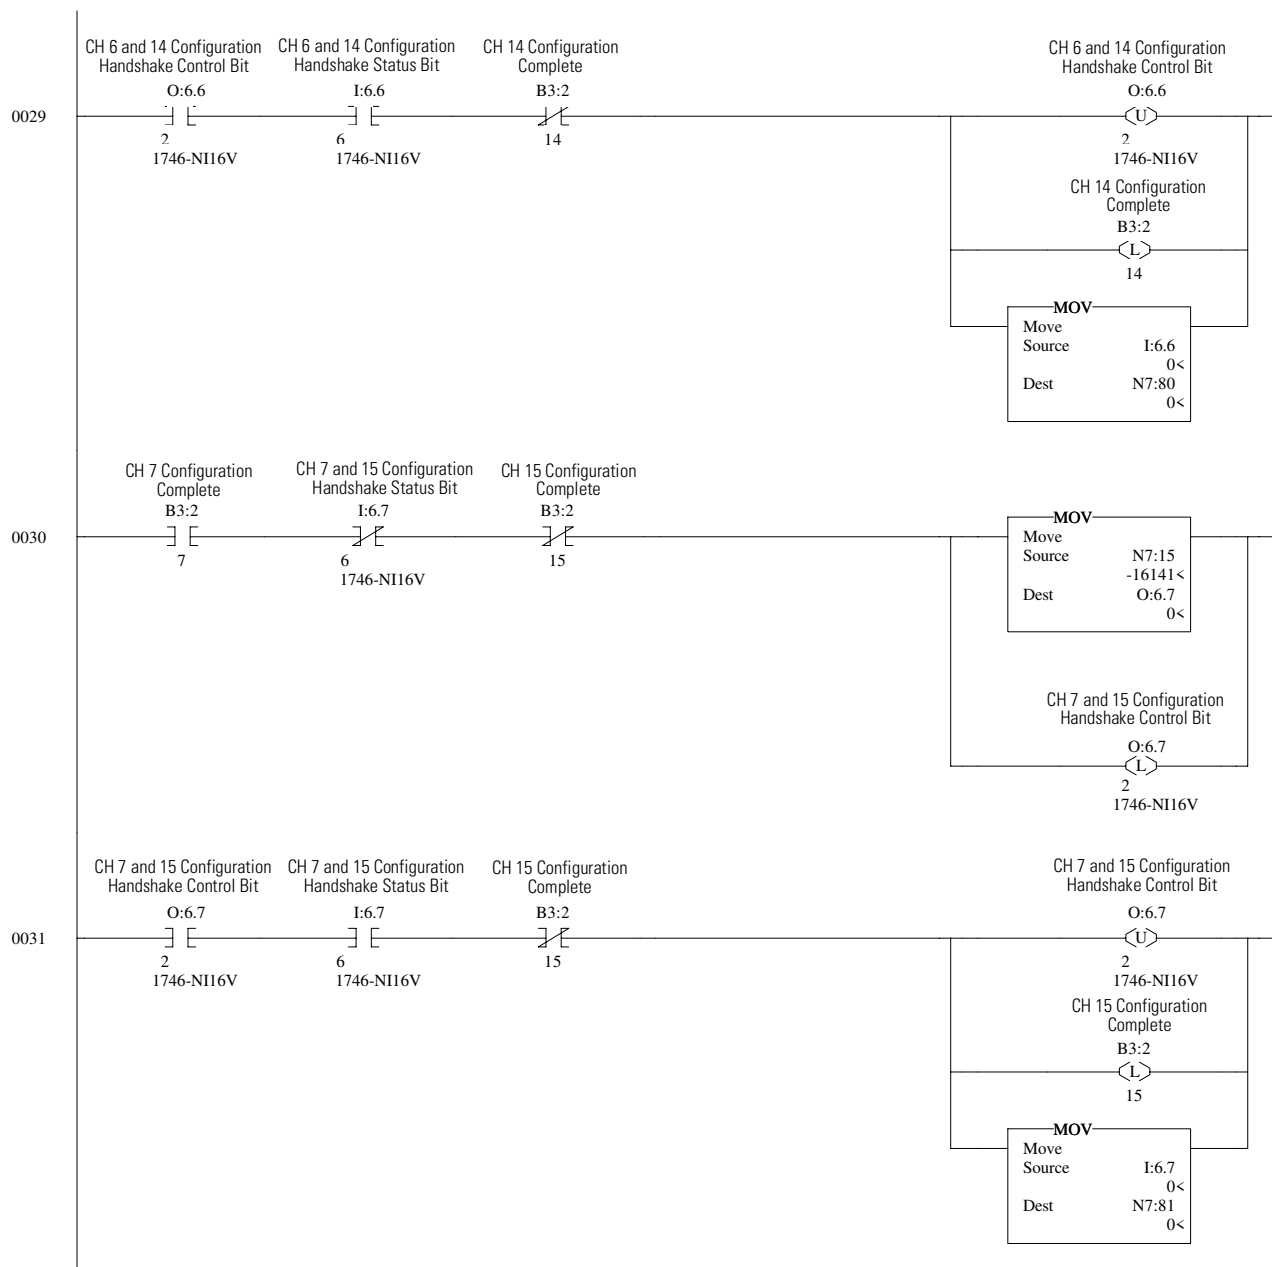 CH 6 and 14 Configuration
Handshake Control Bit
O:6.6
2
1746-NI16V
CH 6 and 14 Configuration
Handshake Status Bit
I:6.6
6
1746-NI16V
CH 14 Configuration
Complete
B3:2
14
CH 6 and 14 Configuration
Handshake Control Bit
O:6.6
U
2
1746-NI16V
0029
CH 14 Configuration
Complete
B3:2
L
14
MOV
Move
Source I:6.6
0<
Dest N7:80
0<
CH 7 Configuration
Complete
B3:2
7
CH 7 and 15 Configuration
Handshake Status Bit
I:6.7
6
1746-NI16V
CH 15 Configuration
Complete
B3:2
15
0030
MOV
Move
Source N7:15
-16141<
Dest O:6.7
0<
CH 7 and 15 Configuration
Handshake Control Bit
O:6.7
L
2
1746-NI16V
CH 7 and 15 Configuration
Handshake Control Bit
O:6.7
2
1746-NI16V
CH 7 and 15 Configuration
Handshake Status Bit
I:6.7
6
1746-NI16V
CH 15 Configuration
Complete
B3:2
15
CH 7 and 15 Configuration
Handshake Control Bit
O:6.7
U
2
1746-NI16V
0031
CH 15 Configuration
Complete
B3:2
L
15
MOV
Move
Source I:6.7
0<
Dest N7:81
0<